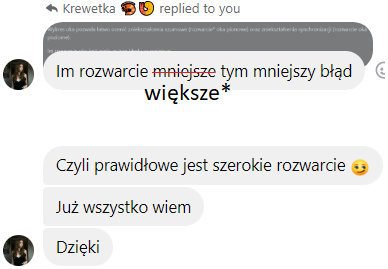 Krewetka replied to you
Im rozwarcie mniejsze tym mniejszy błąd
większe*
Czyli prawidłowe jest szerokie rozwarcie
Już wszystko wiem
Dzięki